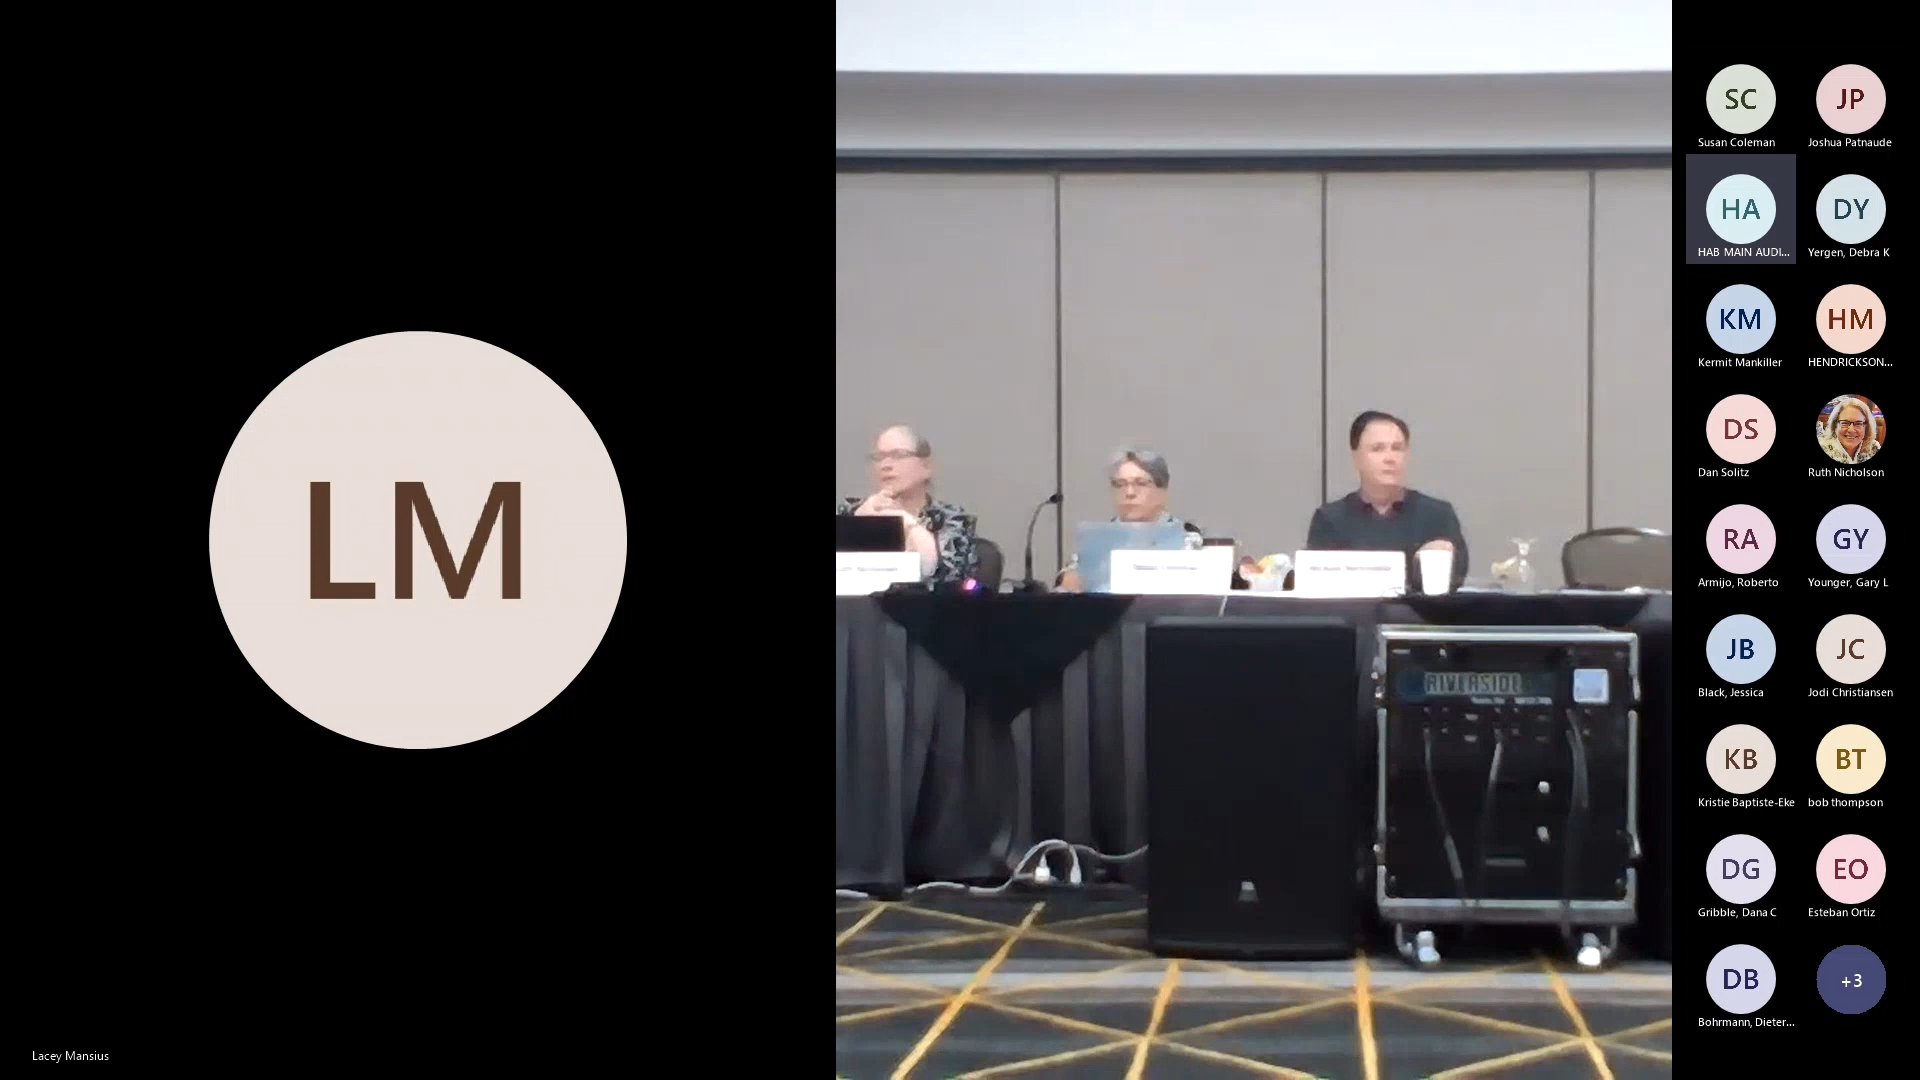 LM
Lacey Mansius
RIVERSIDE
SC
JP
Susan Coleman
Joshua Patnaude
HA
DY
HAB MAIN AUDI...
Yergen, Debra K
KM
HM
Kermit Mankiller
HENDRICKSON...
DS
Dan Solitz
Ruth Nicholson
RA
GY
Armijo, Roberto
Younger, Gary L
JB
JC
Black, Jessica
Jodi Christiansen
KB
BT
Kristie Baptiste-Eke
bob thompson
DG
EO
Gribble, Dana C
Esteban Ortiz
DB
+3
Bohrmann, Dieter...